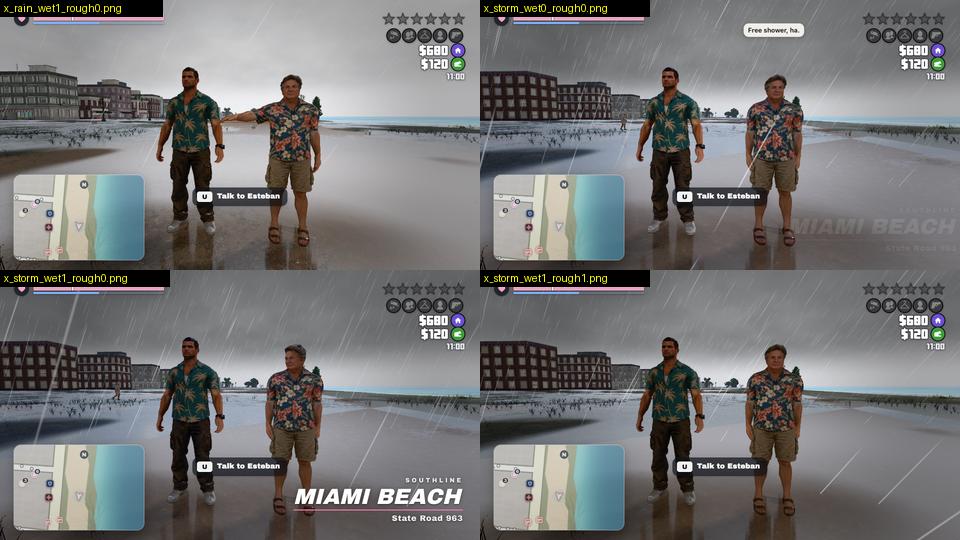 x_rain_wet1_rough0.png
$680
$120
11:00
N
U Talk to Esteban
x_storm_wet0_rough0.png
Free shower, ha.
$680
$120
11:00
N
U Talk to Esteban
SOUTHLINE
MIAMI BEACH
State Road 963
x_storm_wet1_rough0.png
$680
$120
11:00
N
U Talk to Esteban
SOUTHLINE
MIAMI BEACH
State Road 963
x_storm_wet1_rough1.png
$680
$120
11:00
N
U Talk to Esteban